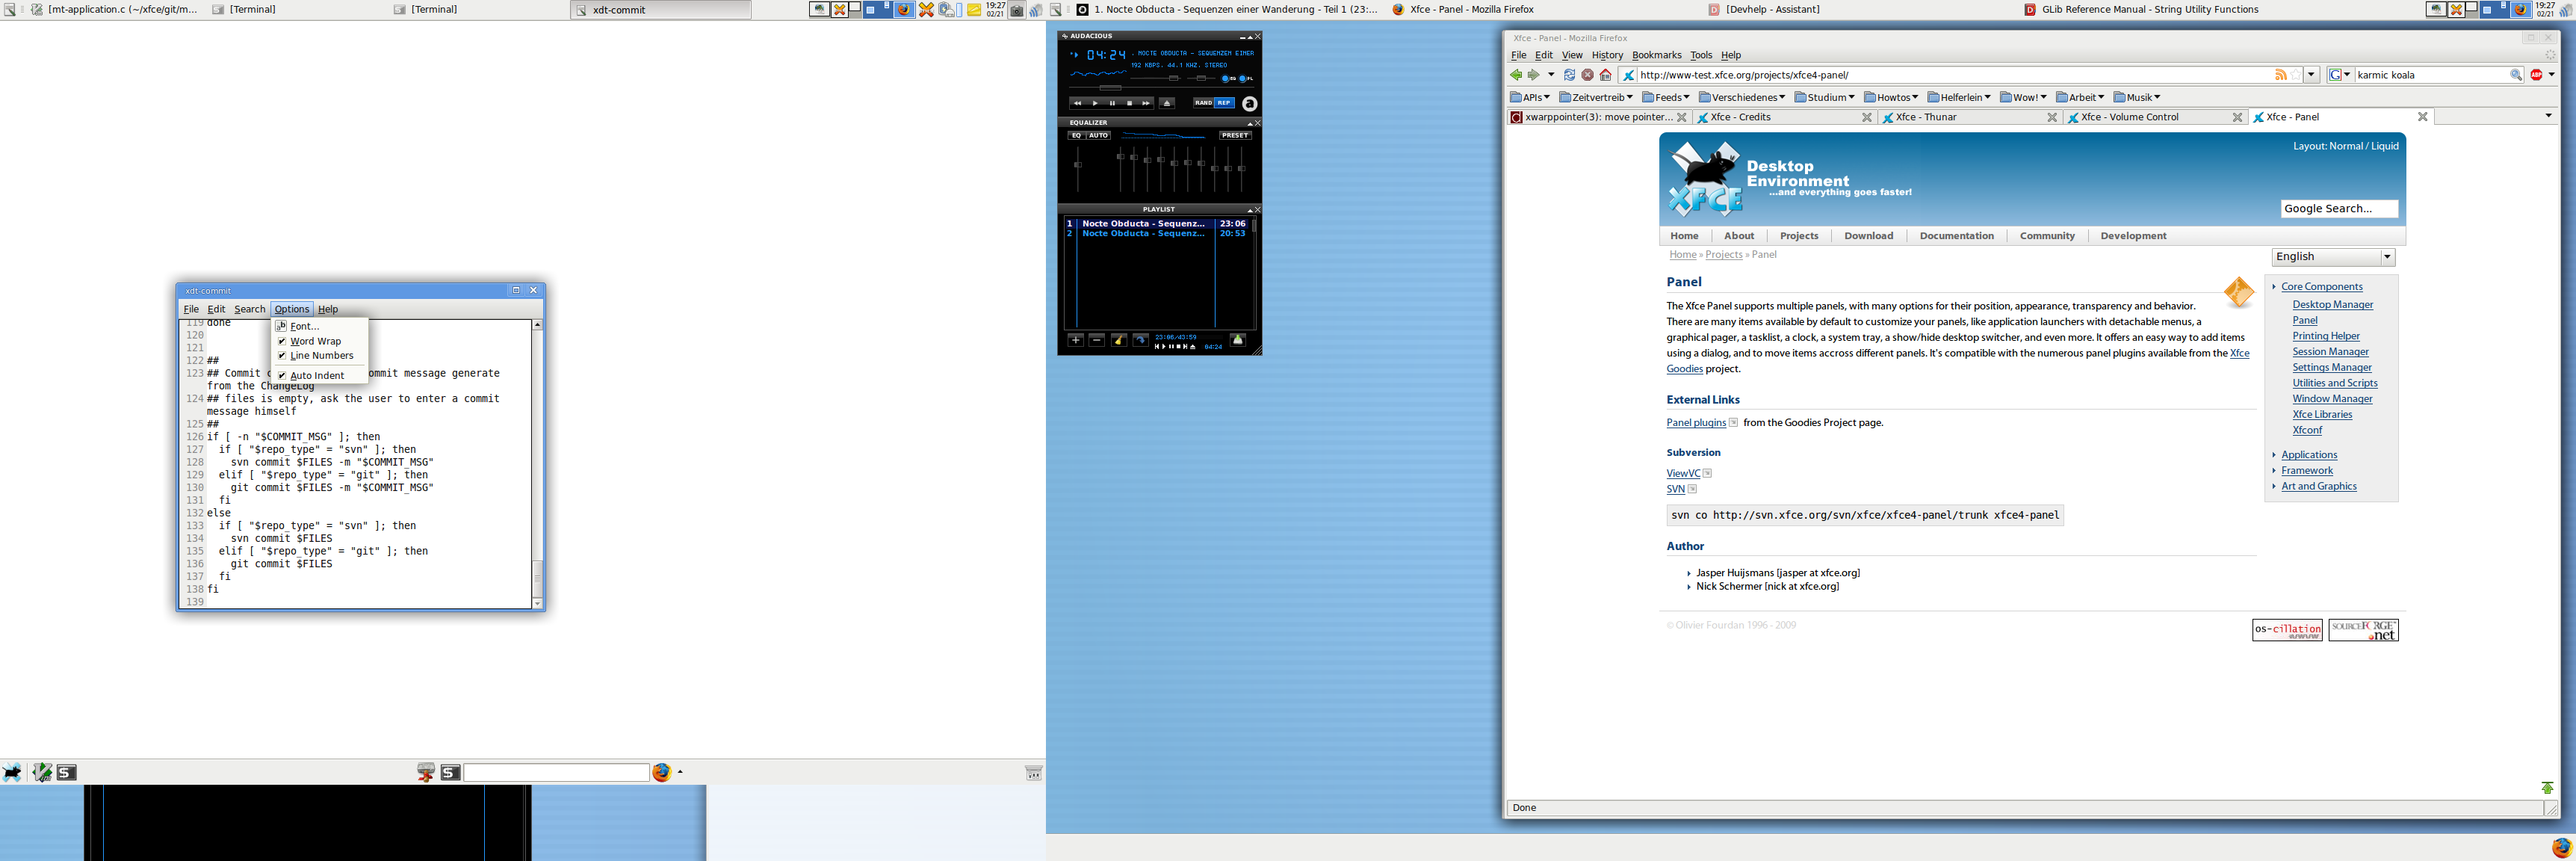 [mt-application.c (~/xfce/git/m...
[Terminal]
[Terminal]
xdt-commit
19:27
02/21
1. Nocte Obducta - Sequenzen einer Wanderung - Teil 1 (23:...
Xfce - Panel - Mozilla Firefox
[Devhelp - Assistant]
GLib Reference Manual - String Utility Functions
19:27
02/21
xdt-commit
File Edit Search Options Help
Font...
Word Wrap
Line Numbers
Auto Indent
119 done
120
121
122 ##
123 ## Commit c ommit message generate
from the ChangeLog
124 ## files is empty, ask the user to enter a commit
message himself
125 ##
126 if [ -n "$COMMIT_MSG" ]; then
127 if [ "$repo_type" = "svn" ]; then
128 svn commit $FILES -m "$COMMIT_MSG"
129 elif [ "$repo_type" = "git" ]; then
130 git commit $FILES -m "$COMMIT_MSG"
131 fi
132 else
133 if [ "$repo_type" = "svn" ]; then
134 svn commit $FILES
135 elif [ "$repo_type" = "git" ]; then
136 git commit $FILES
137 fi
138 fi
139
AUDACIOUS
04:24 . NOCTE OBDUCTA - SEQUENZEN EINER
192 KBPS, 44.1 KHZ, STEREO
RAND REP
EQUALIZER
EQ AUTO PRESET
PLAYLIST
1 Nocte Obducta - Sequenz... 23:06
2 Nocte Obducta - Sequenz... 20:53
23:06/43:59
04:24
Xfce - Panel - Mozilla Firefox
File Edit View History Bookmarks Tools Help
http://www-test.xfce.org/projects/xfce4-panel/
karmic koala
ABP
APIs Zeitvertreib Feeds Verschiedenes Studium Howtos Helferlein Wow! Arbeit Musik
xwarppointer(3): move pointer...
Xfce - Credits
Xfce - Thunar
Xfce - Volume Control
Xfce - Panel
Layout: Normal / Liquid
XFCE
Desktop
Environment
...and everything goes faster!
Google Search...
Home About Projects Download Documentation Community Development
Home » Projects » Panel
English
Panel
The Xfce Panel supports multiple panels, with many options for their position, appearance, transparency and behavior.
There are many items available by default to customize your panels, like application launchers with detachable menus, a
graphical pager, a tasklist, a clock, a system tray, a show/hide desktop switcher, and even more. It offers an easy way to add items
using a dialog, and to move items accross different panels. It's compatible with the numerous panel plugins available from the Xfce
Goodies project.
External Links
Panel plugins from the Goodies Project page.
Subversion
ViewVC
SVN
svn co http://svn.xfce.org/svn/xfce/xfce4-panel/trunk xfce4-panel
Author
Jasper Huijsmans [jasper at xfce.org]
Nick Schermer [nick at xfce.org]
Core Components
Desktop Manager
Panel
Printing Helper
Session Manager
Settings Manager
Utilities and Scripts
Window Manager
Xfce Libraries
Xfconf
Applications
Framework
Art and Graphics
© Olivier Fourdan 1996 - 2009
os-cillation
SOURCEFORGE
.net
Done